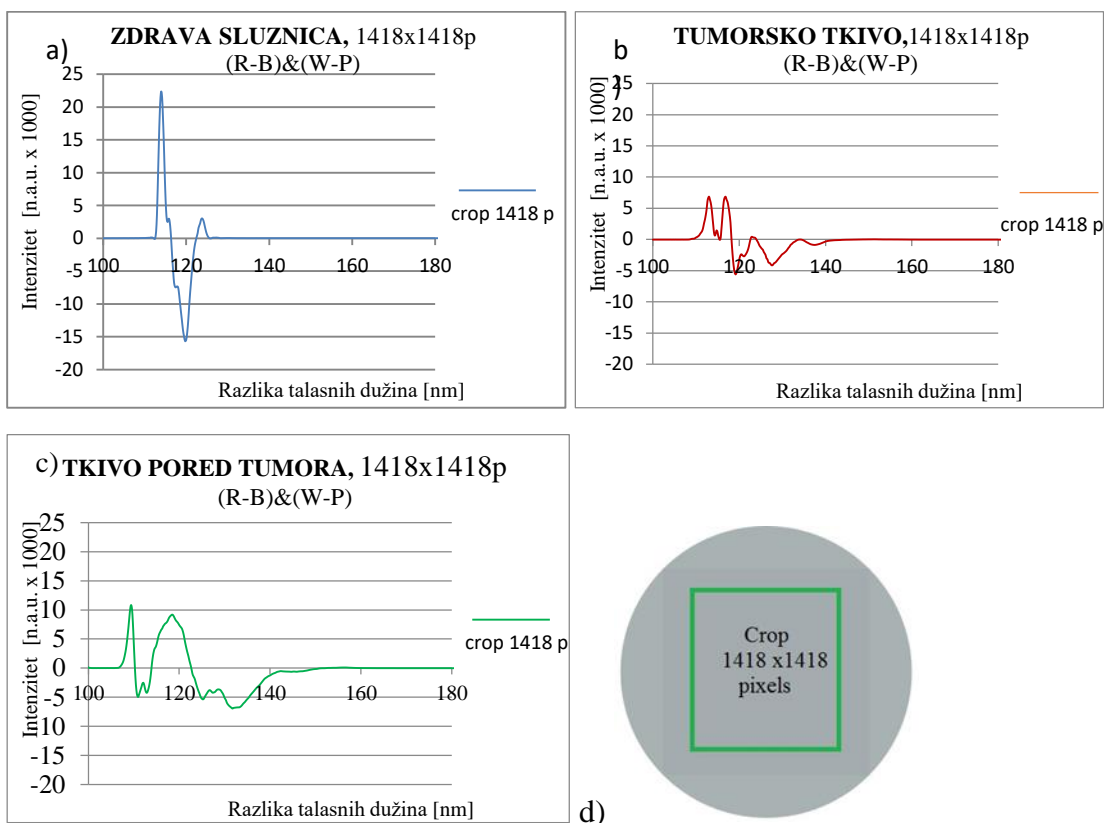 a)
ZDRAVA SLUZNICA, 1418x1418p
(R-B)&(W-P)
Intenzitet [n.a.u. x 1000]
25
20
15
10
5
0
-5
-10
-15
-20
100 120 140 160 180
crop 1418 p
Razlika talasnih dužina [nm]
b
)
TUMORSKO TKIVO,1418x1418p
(R-B)&(W-P)
Intenzitet [n.a.u. x 1000]
25
20
15
10
5
0
-5
-10
-15
-20
100 120 140 160 180
crop 1418 p
Razlika talasnih dužina [nm]
c) TKIVO PORED TUMORA, 1418x1418p
(R-B)&(W-P)
Intenzitet [n.a.u. x 1000]
25
20
15
10
5
0
-5
-10
-15
-20
100 120 140 160 180
crop 1418 p
Razlika talasnih dužina [nm]
Crop
1418 x1418
pixels
d)